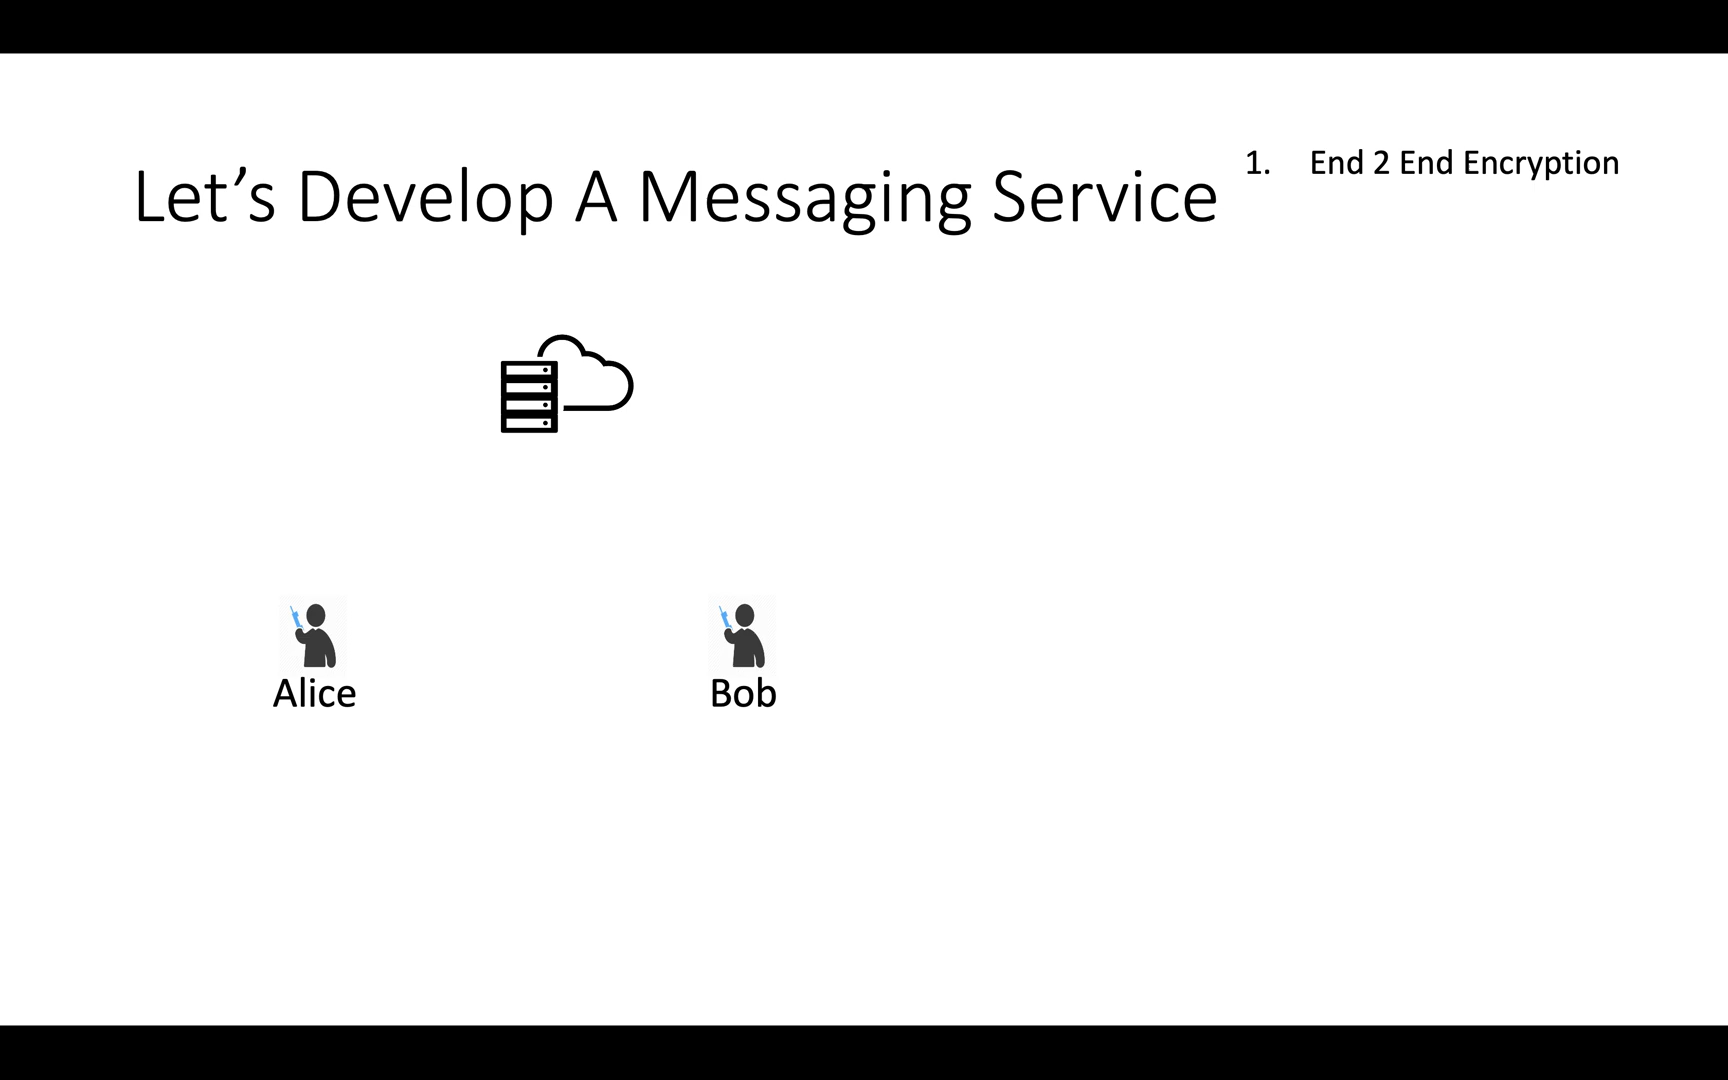 Let’s Develop A Messaging Service
1. End 2 End Encryption
Alice
Bob